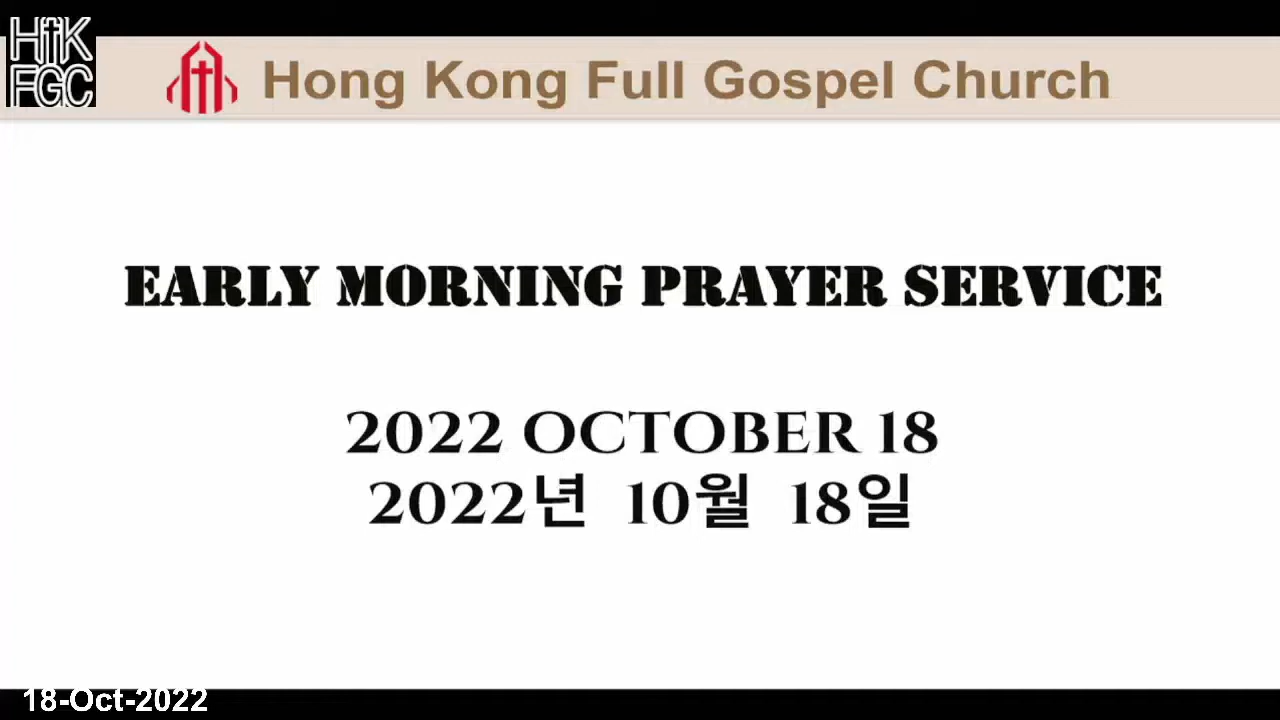 HK
FGC
Hong Kong Full Gospel Church
EARLY MORNING PRAYER SERVICE
2022 OCTOBER 18
2022년 10월 18일
18-Oct-2022